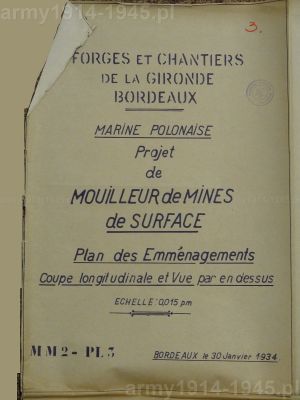 army1914-1945.pl
3.
FORGES ET CHANTIERS
DE LA GIRONDE
BORDEAUX
MARINE POLONAISE
Projet
de
MOUILLEUR de MINES
de SURFACE
Plan des Emménagements
Coupe longitudinale et Vue par en dessus
ECHELLE : 0,015 pm
MM2 - PL 3
BORDEAUX le 30 Janvier 1934.
army1914-1945.pl